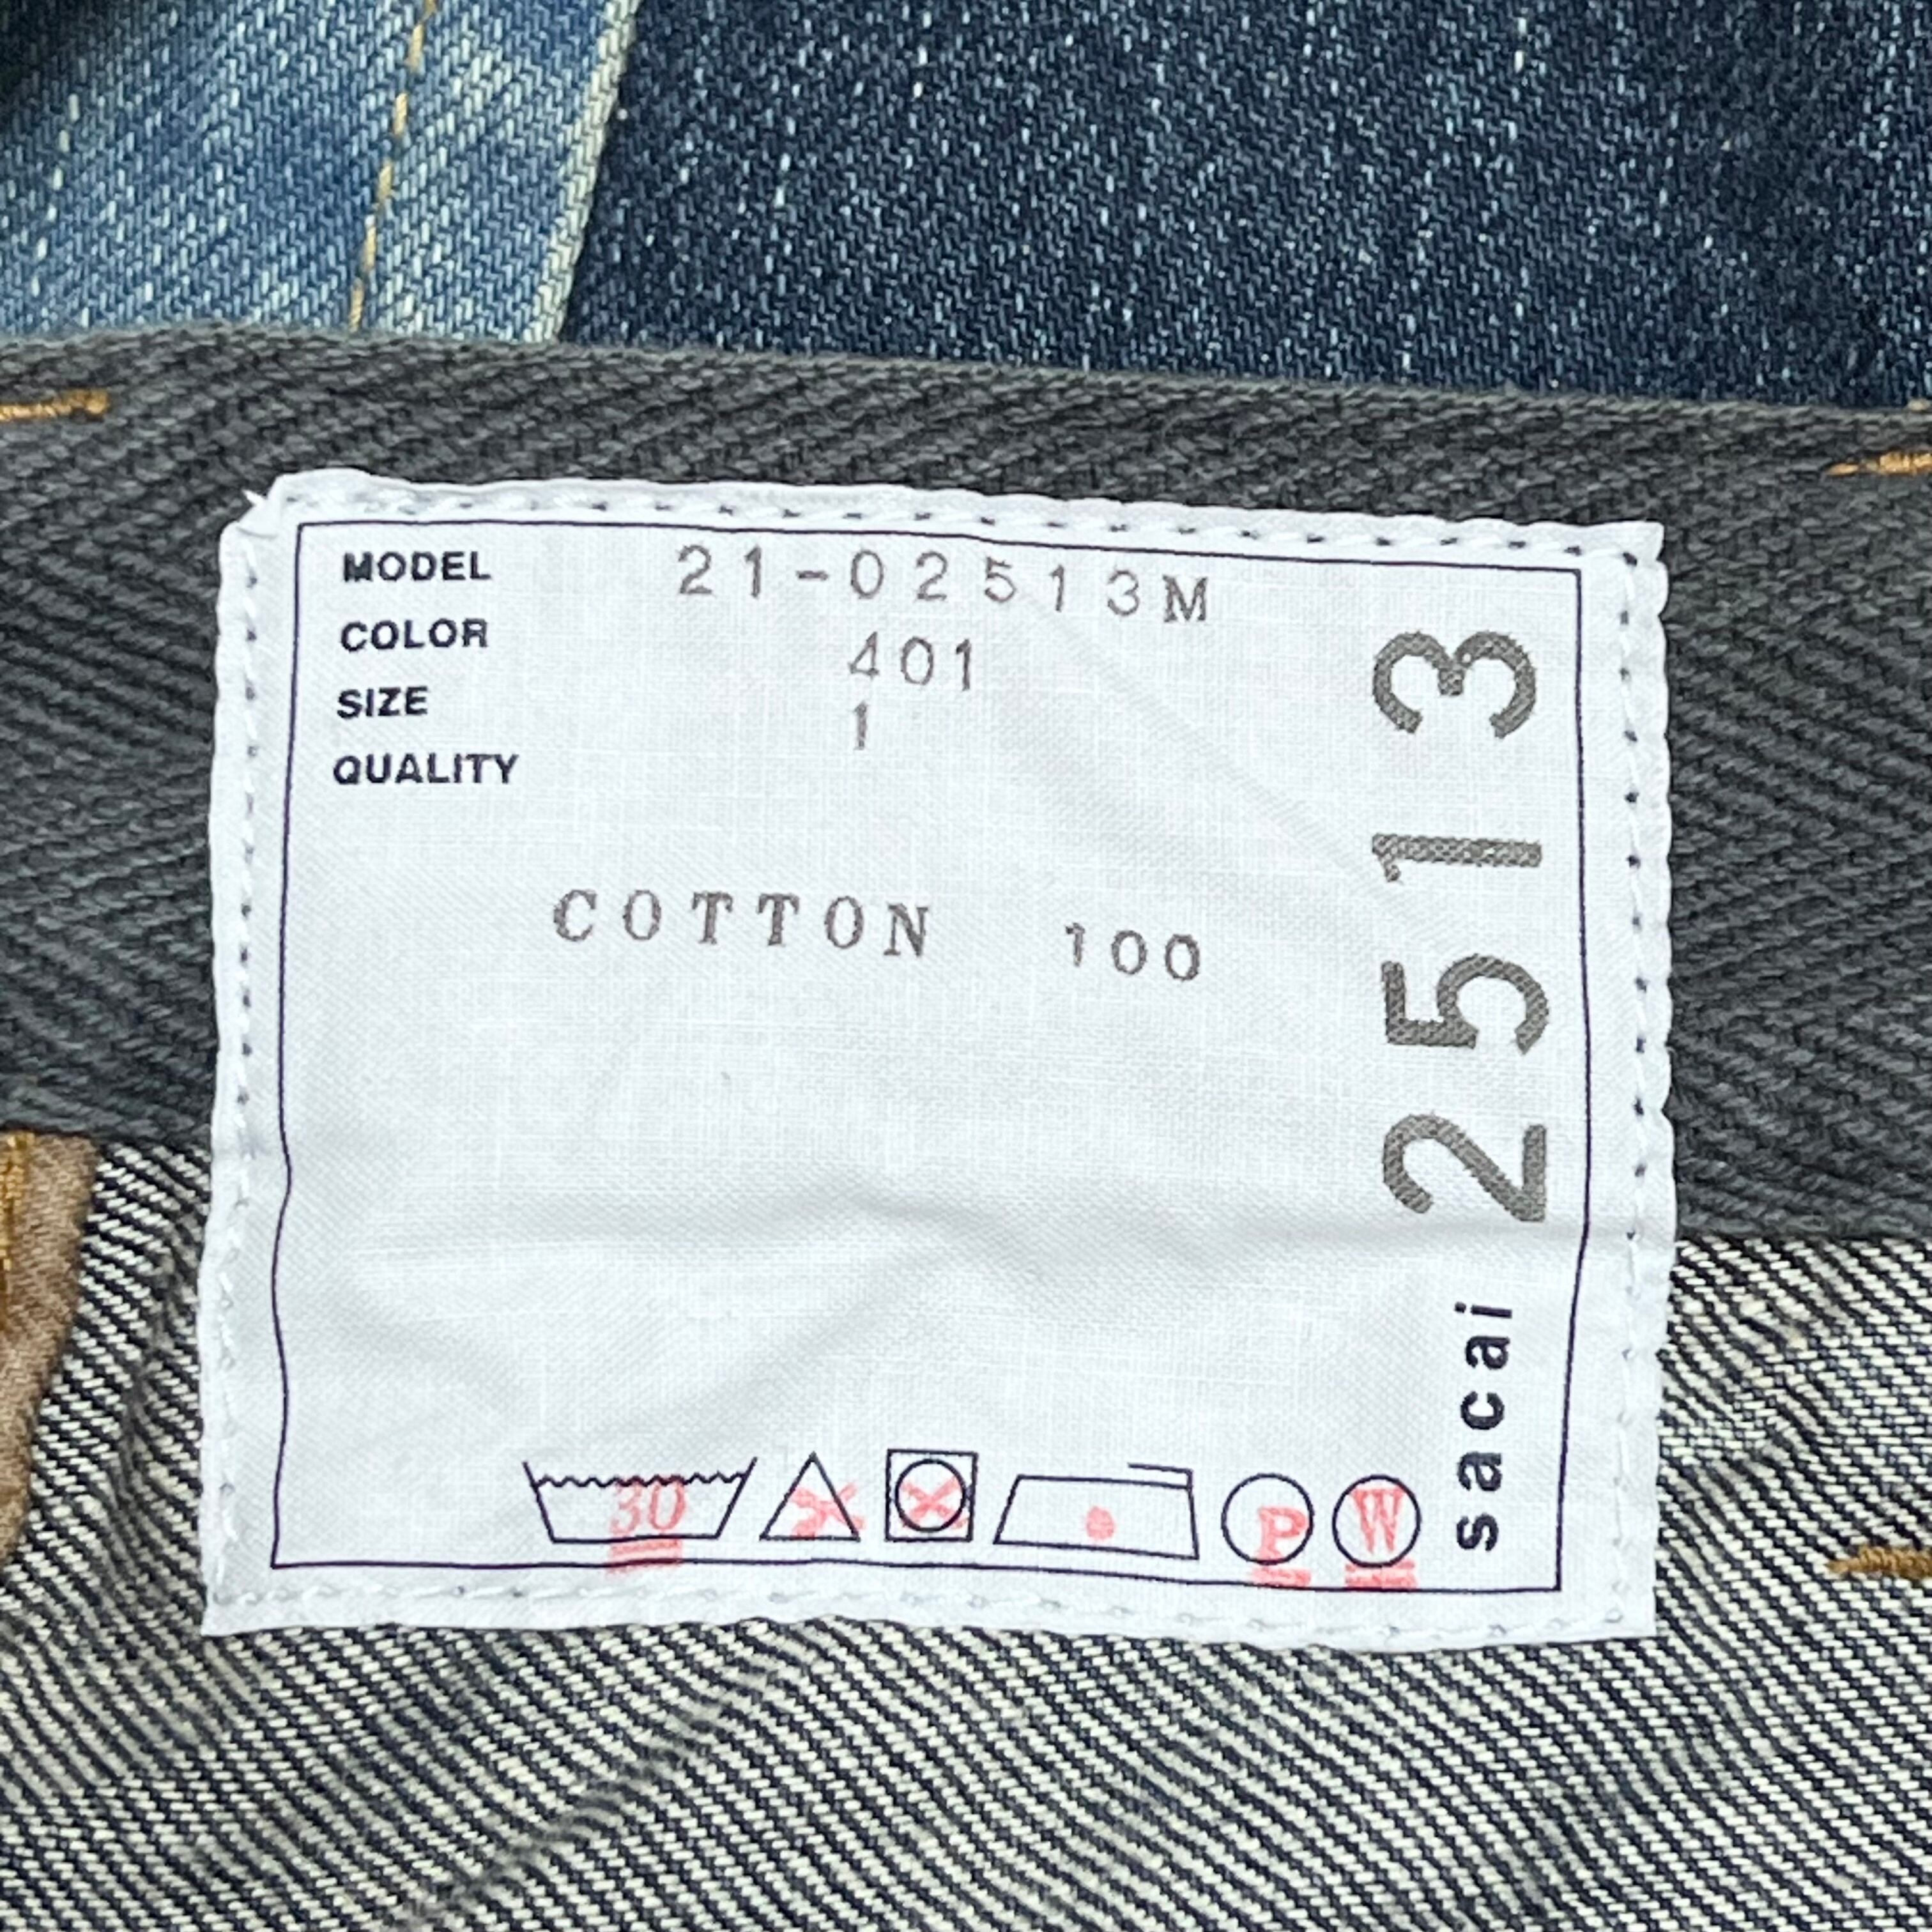 MODEL 21-02513M
COLOR 401
SIZE 1
QUALITY
COTTON 100
30 P W
sacai 2513